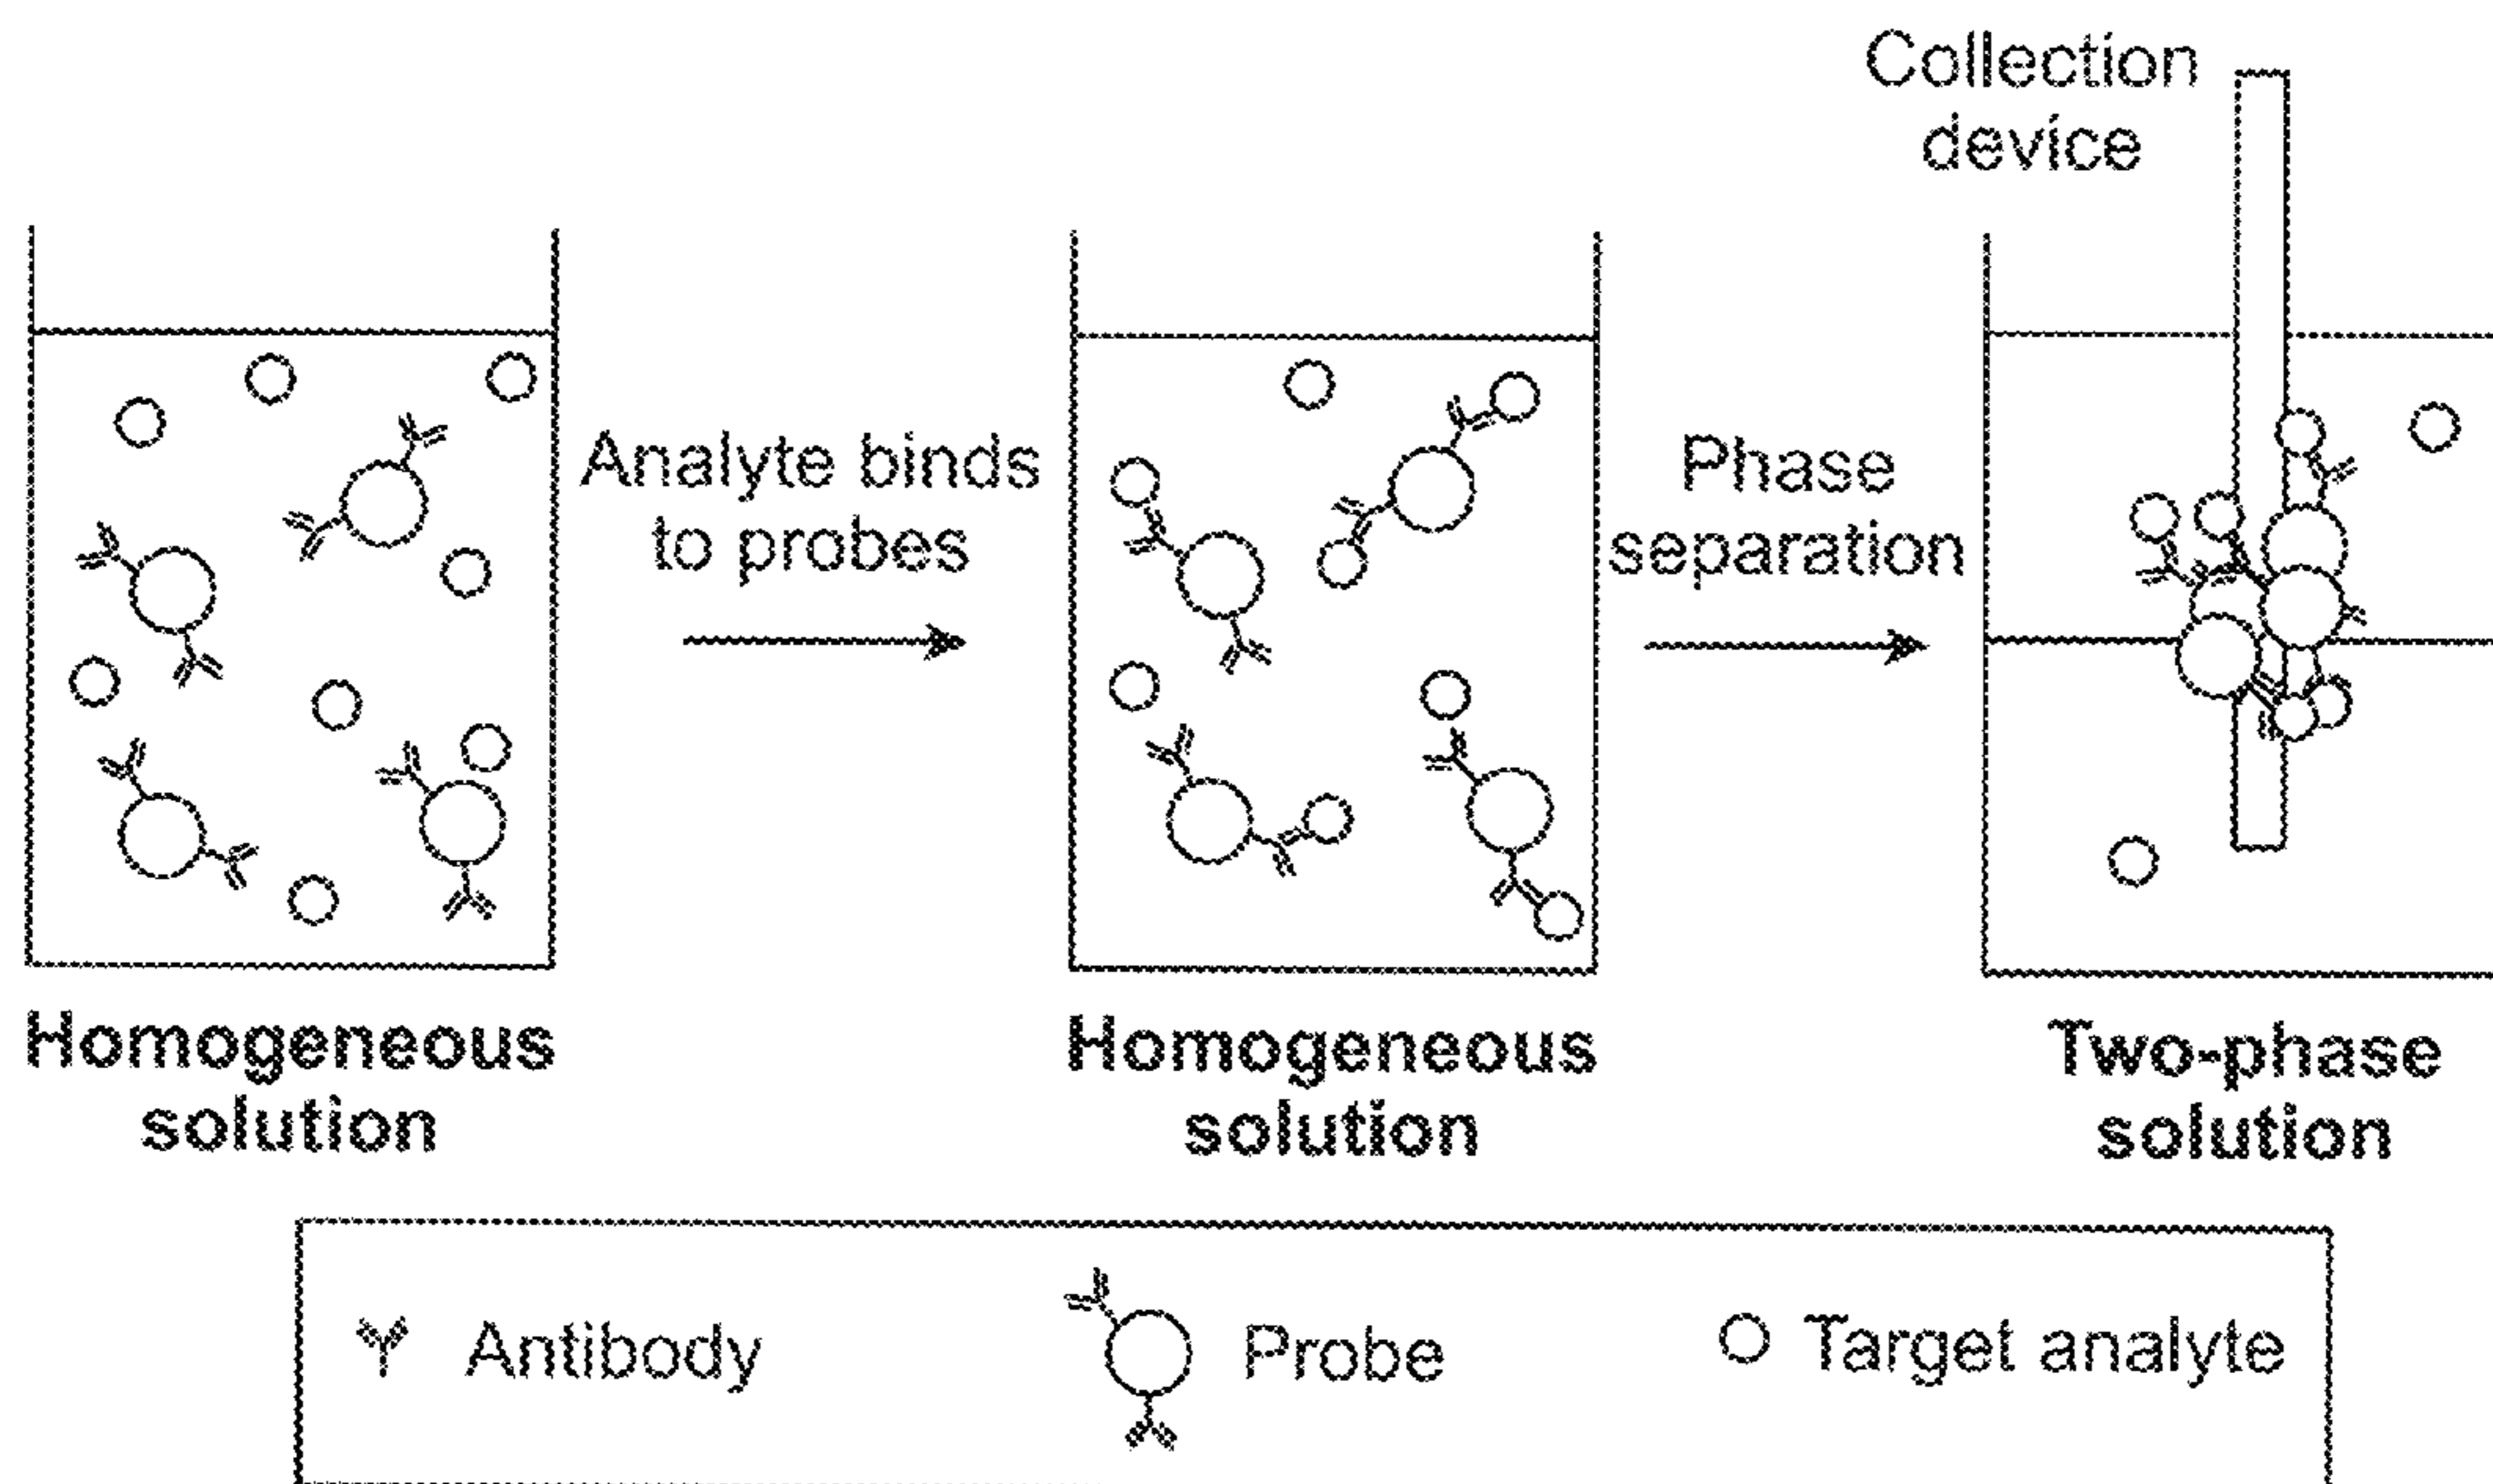 Collection
device
Analyte binds
to probes
Phase
separation
Homogeneous
solution
Homogeneous
solution
Two-phase
solution
Antibody
Probe
Target analyte